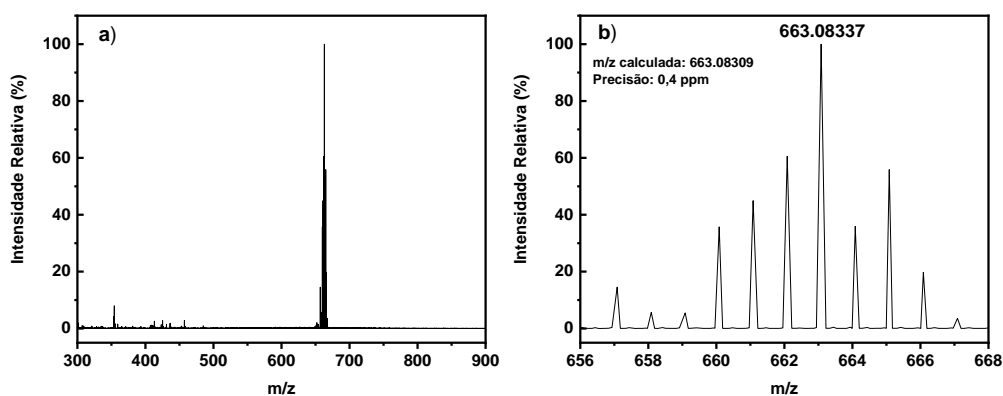 a)
Intensidade Relativa (%)
100
80
60
40
20
0
300 400 500 600 700 800 900
m/z
b)
663.08337
m/z calculada: 663.08309
Precisão: 0,4 ppm
Intensidade Relativa (%)
100
80
60
40
20
0
656 658 660 662 664 666 668
m/z